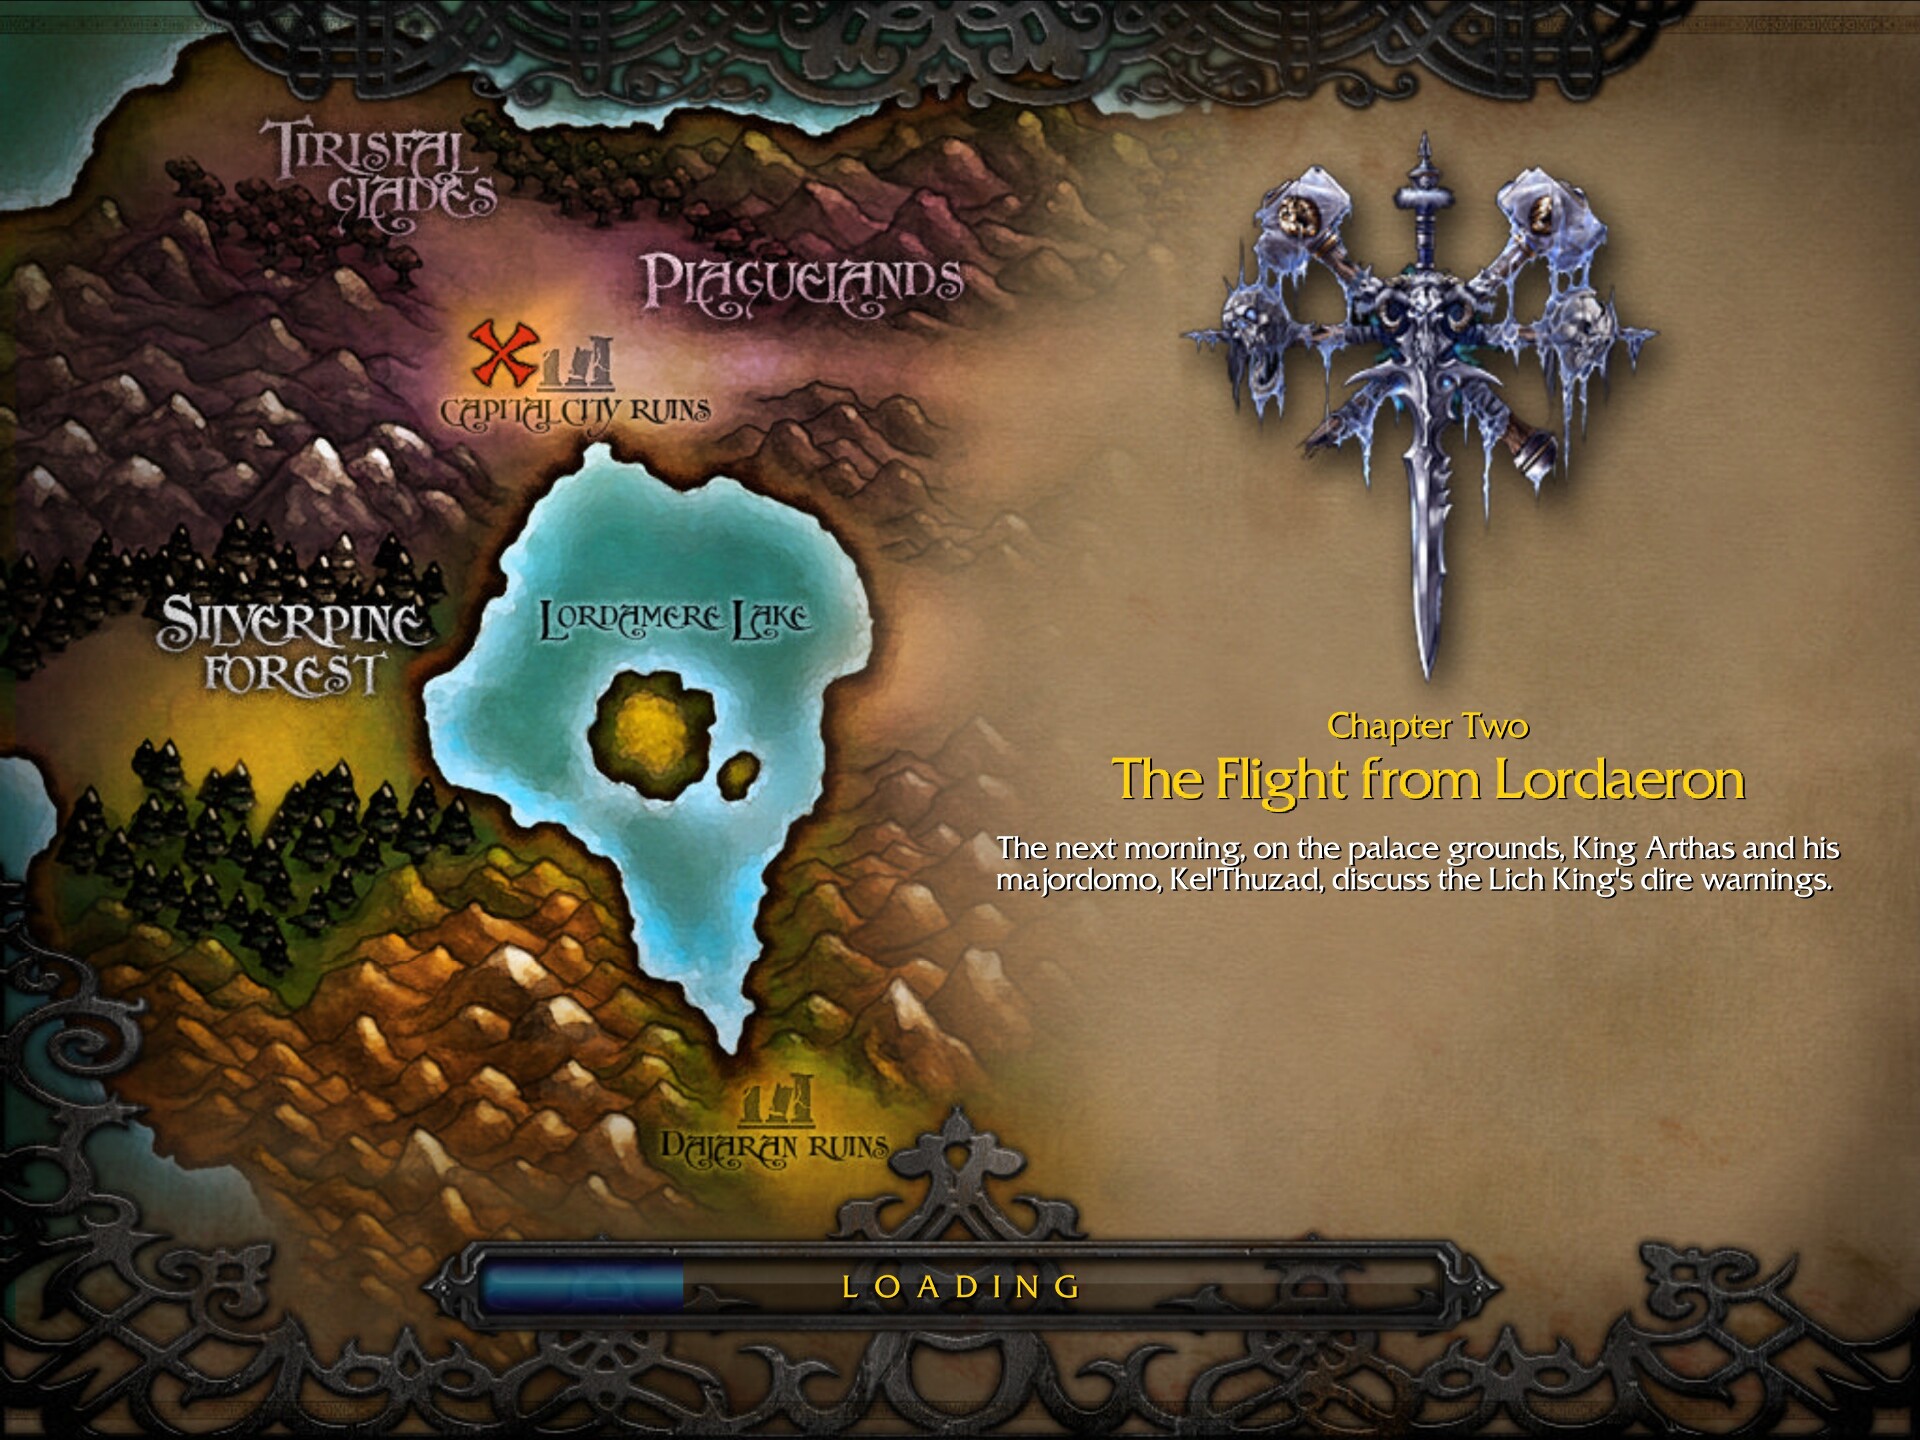 TIRISFAL
GLADES
PLAGUELANDS
CAPITAL CITY RUINS
SILVERPINE
FOREST
LORDAMERE LAKE
DALARAN RUINS
Chapter Two
The Flight from Lordaeron
The next morning, on the palace grounds, King Arthas and his
majordomo, Kel'Thuzad, discuss the Lich King's dire warnings.
LOADING